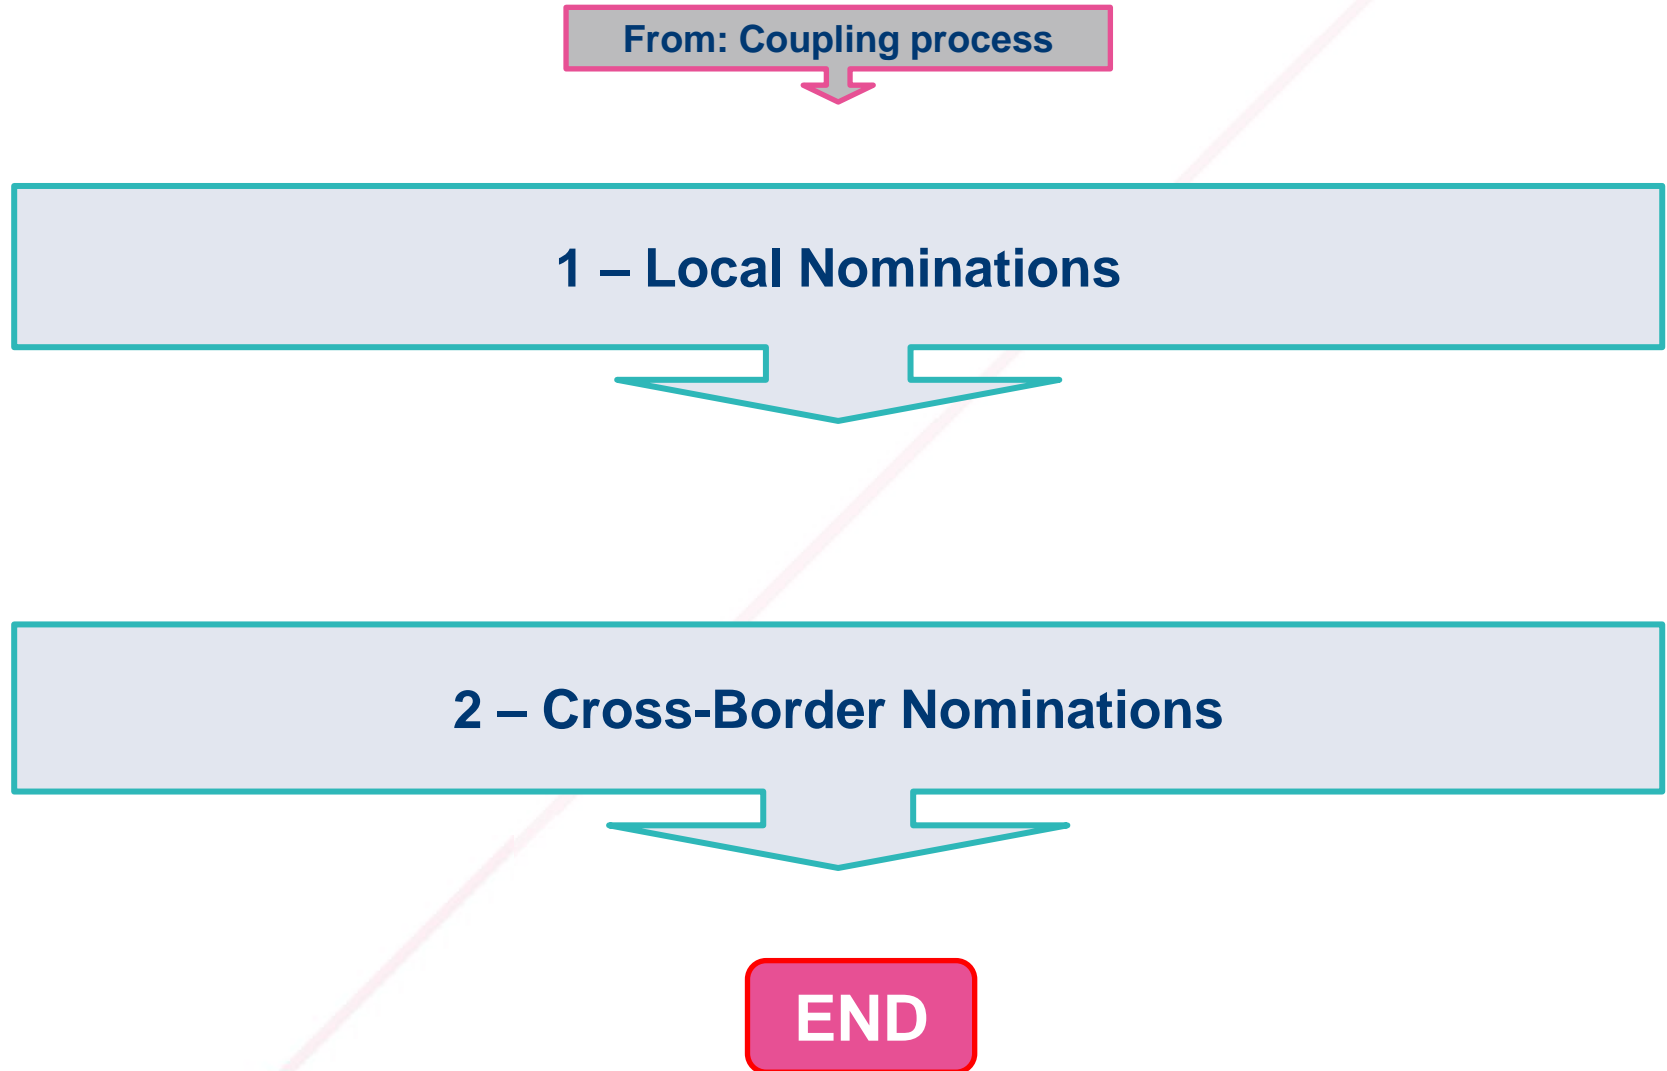 From: Coupling process
1 – Local Nominations
2 – Cross-Border Nominations
END